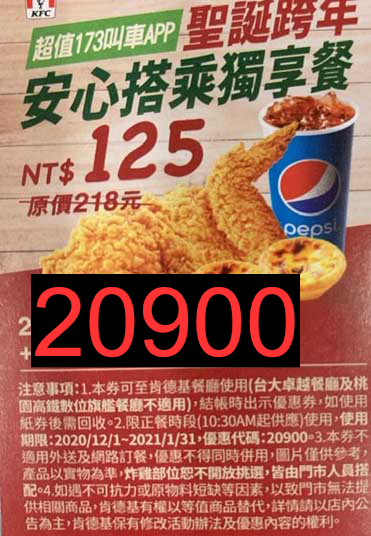 KFC
超值173叫車APP
聖誕跨年
安心搭乘獨享餐
NT$ 125
原價218元
pepsi
2
20900
+
注意事項:1.本券可至肯德基餐廳使用(台大卓越餐廳及桃
園高鐵數位旗艦餐廳不適用),結帳時出示優惠券,如使用
紙券後需回收。2.限正餐時段(10:30AM起供應)使用,使用
期限:2020/12/1~2021/1/31,優惠代碼:20900。3.本券不
適用外送及網路訂餐,優惠不得同時併用,圖片僅供參考,
產品以實物為準,炸雞部位恕不開放挑選,皆由門市人員搭
配。4.如遇不可抗力或原物料短缺等因素,以致門市無法提
供相關商品,肯德基有權以等值商品替代,詳情請以店內公
告為主,肯德基保有修改活動辦法及優惠內容的權利。